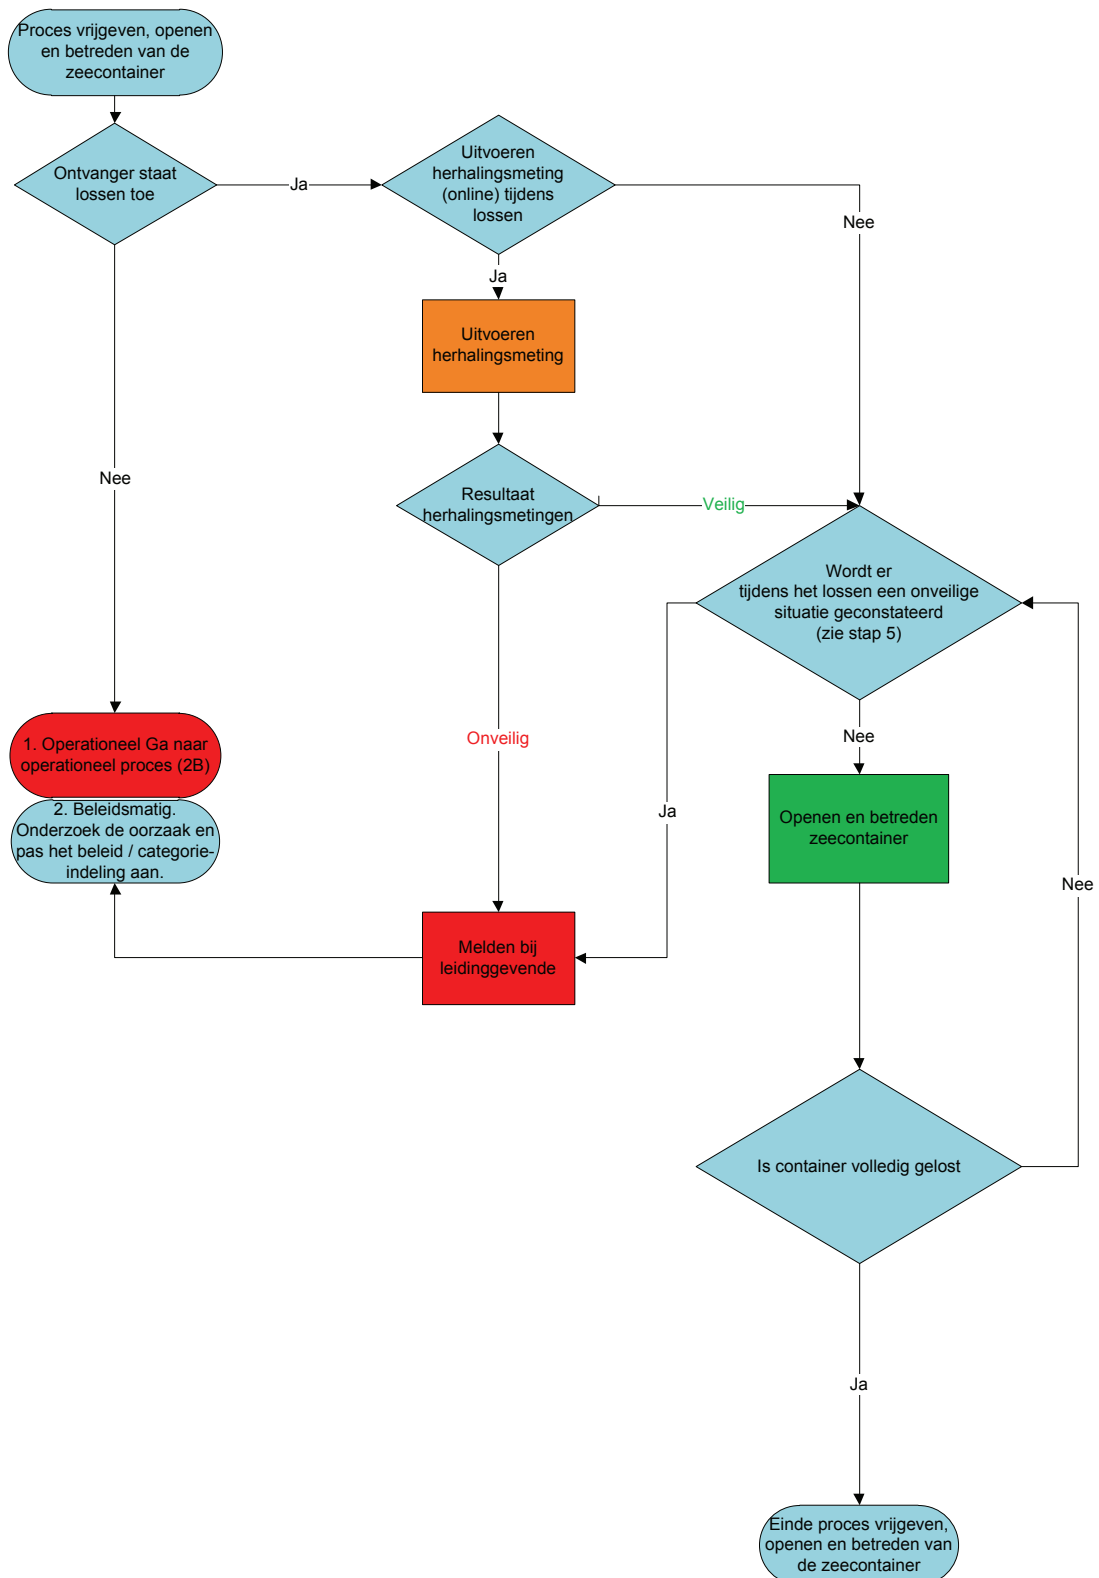 Proces vrijgeven, openen
en betreden van de
zeecontainer
Ontvanger staat
lossen toe
Ja
Uitvoeren
herhalingsmeting
(online) tijdens
lossen
Nee
Ja
Uitvoeren
herhalingsmeting
Nee
Resultaat
herhalingsmetingen
Veilig
Wordt er
tijdens het lossen een onveilige
situatie geconstateerd
(zie stap 5)
Onveilig
Nee
1. Operationeel Ga naar
operationeel proces (2B)
2. Beleidsmatig.
Onderzoek de oorzaak en
pas het beleid / categorie-
indeling aan.
Ja
Openen en betreden
zeecontainer
Nee
Melden bij
leidinggevende
Is container volledig gelost
Ja
Einde proces vrijgeven,
openen en betreden van
de zeecontainer